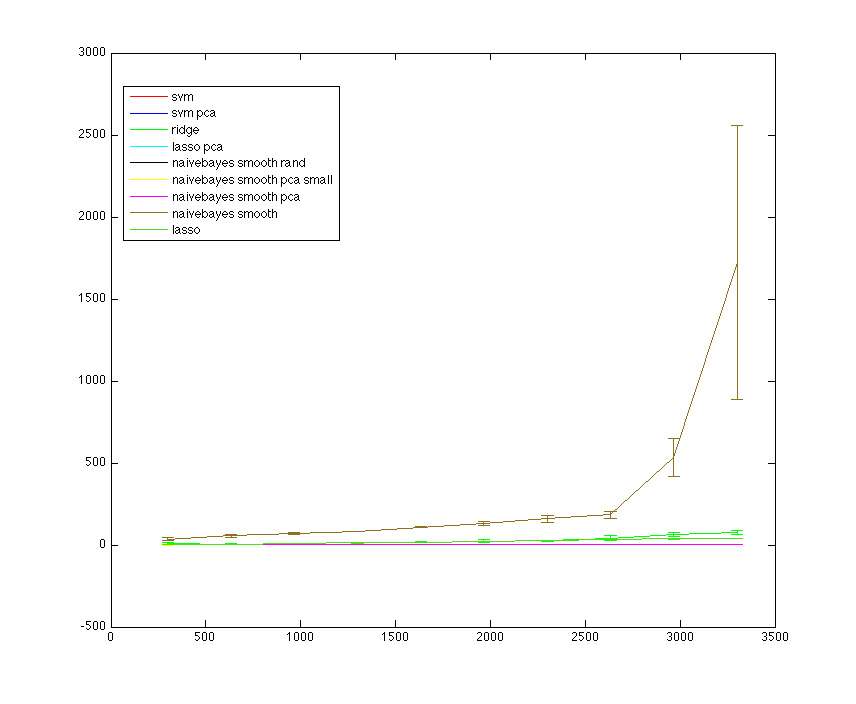 3000
svm
svm pca
2500
ridge
lasso pca
naivebayes smooth rand
naivebayes smooth pca small
naivebayes smooth pca
2000
naivebayes smooth
lasso
1500
1000
500
0
-500
0
500
1000
1500
2000
2500
3000
3500